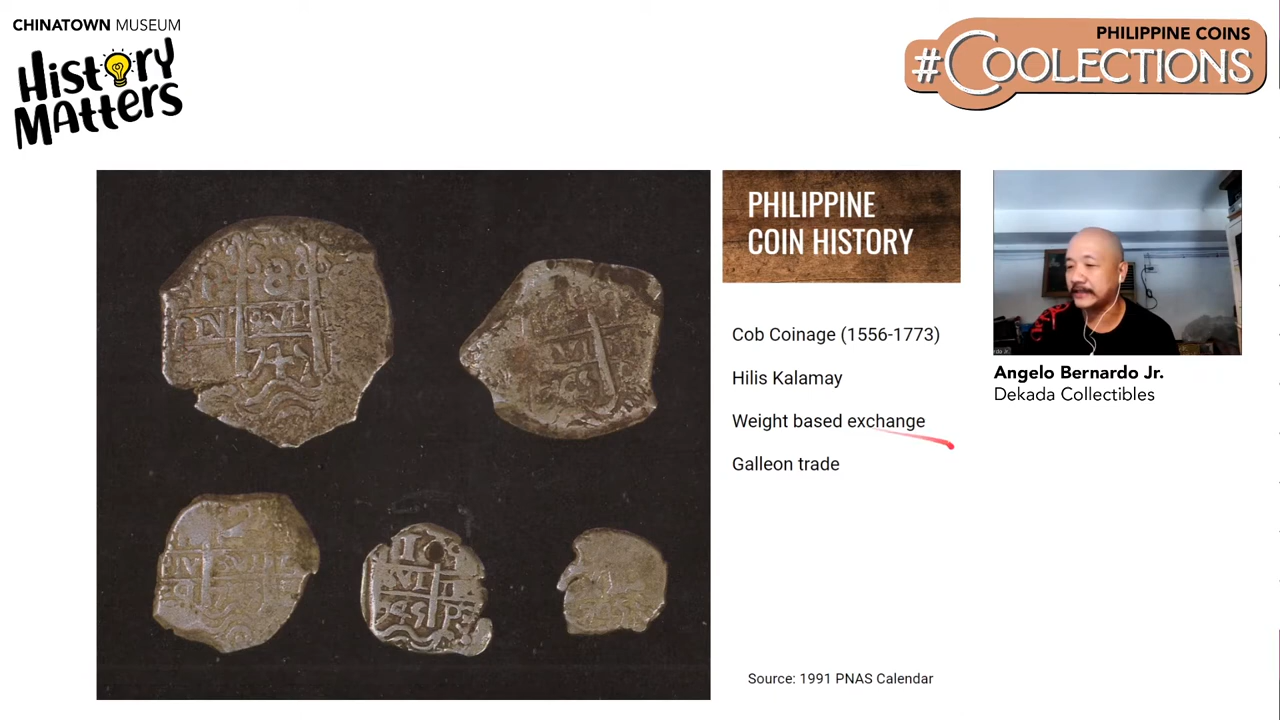 CHINATOWN MUSEUM
HISTORY
MATTERS
PHILIPPINE COINS
#COOLECTIONS
PHILIPPINE
COIN HISTORY
Cob Coinage (1556-1773)
Hilis Kalamay
Weight based exchange
Galleon trade
Angelo Bernardo Jr.
Dekada Collectibles
8
Source: 1991 PNAS Calendar